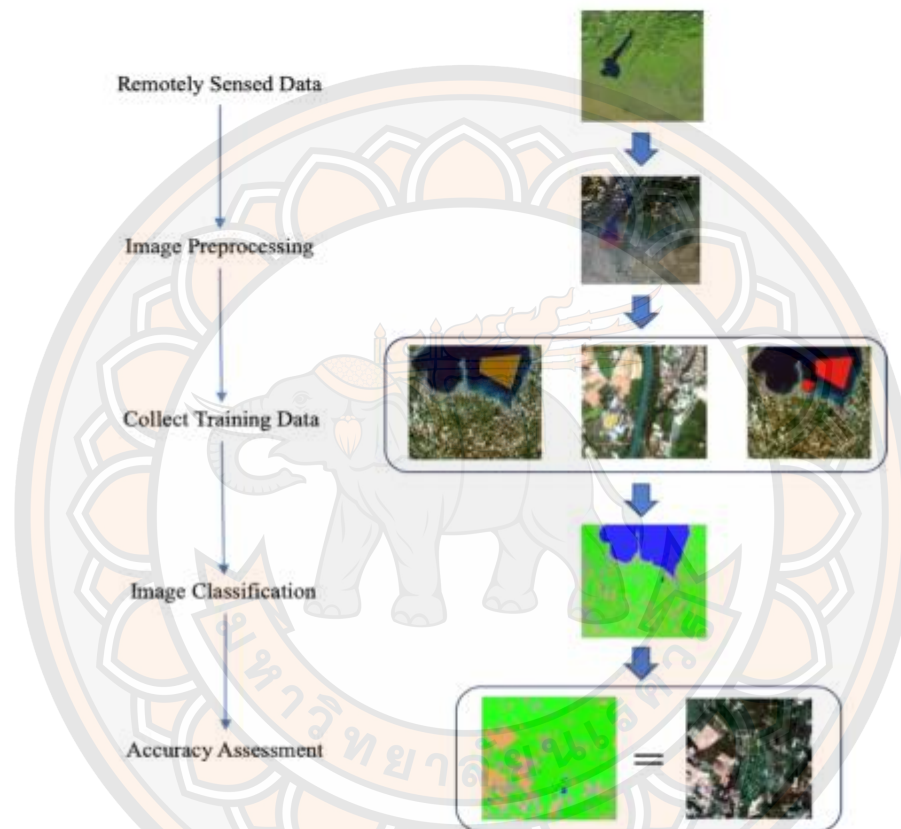 Remotely Sensed Data
Image Preprocessing
Collect Training Data
Image Classification
Accuracy Assessment
=